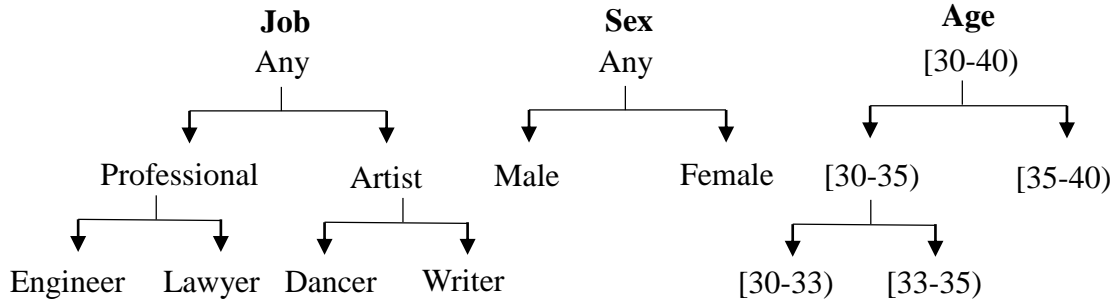 Job Sex Age
Any Any [30-40)
Professional Artist Male Female [30-35) [35-40)
Engineer Lawyer Dancer Writer [30-33) [33-35)